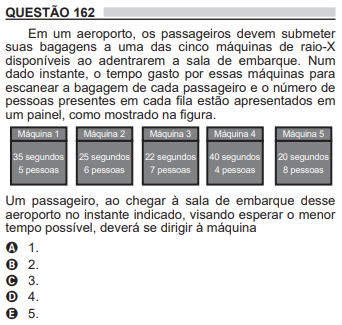 QUESTÃO 162
Em um aeroporto, os passageiros devem submeter
suas bagagens a uma das cinco máquinas de raio-X
disponíveis ao adentrarem a sala de embarque. Num
dado instante, o tempo gasto por essas máquinas para
escanear a bagagem de cada passageiro e o número de
pessoas presentes em cada fila estão apresentados em
um painel, como mostrado na figura.
Máquina 1 Máquina 2 Máquina 3 Máquina 4 Máquina 5
35 segundos 25 segundos 22 segundos 40 segundos 20 segundos
5 pessoas 6 pessoas 7 pessoas 4 pessoas 8 pessoas
Um passageiro, ao chegar à sala de embarque desse
aeroporto no instante indicado, visando esperar o menor
tempo possível, deverá se dirigir à máquina
A 1.
B 2.
C 3.
D 4.
E 5.